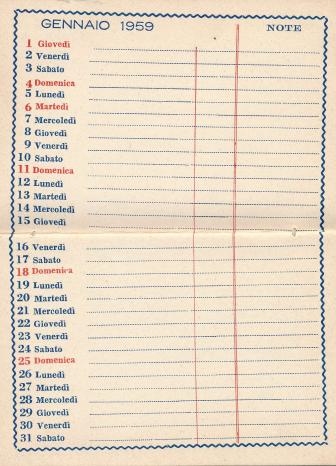 GENNAIO 1959 NOTE
1 Giovedì
2 Venerdì
3 Sabato
4 Domenica
5 Lunedì
6 Martedì
7 Mercoledì
8 Giovedì
9 Venerdì
10 Sabato
11 Domenica
12 Lunedì
13 Martedì
14 Mercoledì
15 Giovedì
16 Venerdì
17 Sabato
18 Domenica
19 Lunedì
20 Martedì
21 Mercoledì
22 Giovedì
23 Venerdì
24 Sabato
25 Domenica
26 Lunedì
27 Martedì
28 Mercoledì
29 Giovedì
30 Venerdì
31 Sabato